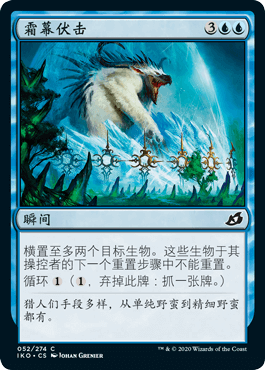 霜幕伏击 3
瞬间
横置至多两个目标生物。这些生物于其
操控者的下一个重置步骤中不能重置。
循环 1（1，弃掉此牌：抓一张牌。）
猎人们手段多样，从单纯野蛮到精细野蛮
都有。
052/274 C
IKO • CS Johan Grenier
™ & © 2020 Wizards of the Coast